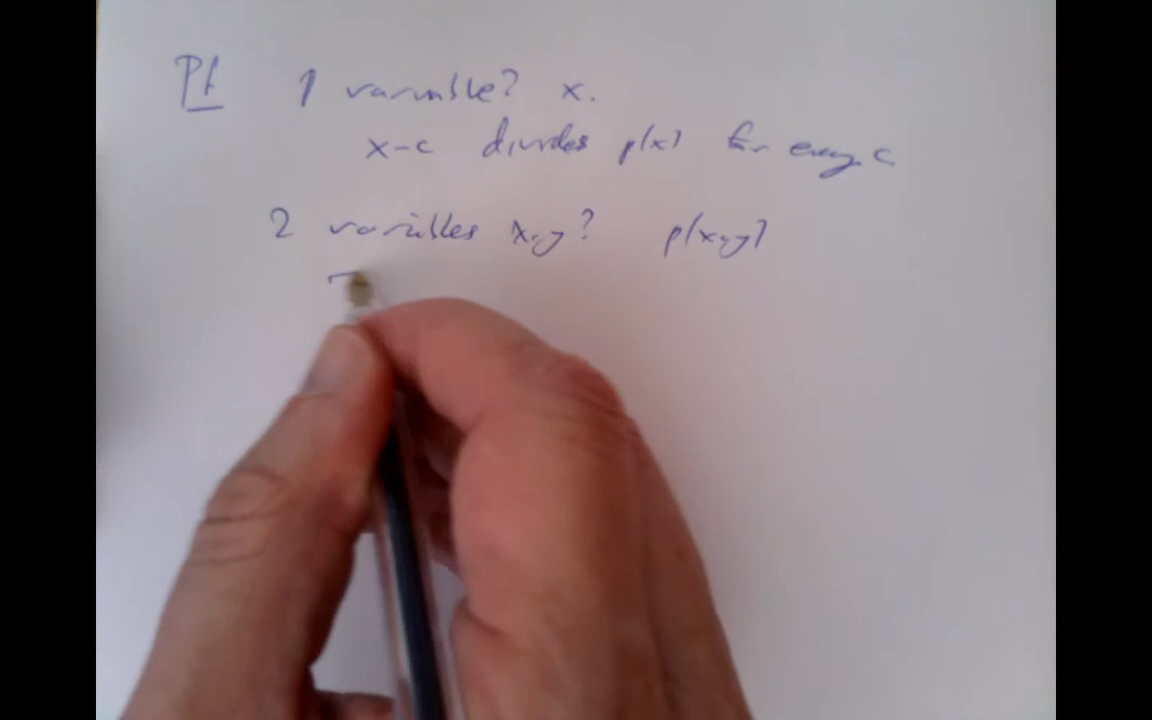 Pf 1 variable? x.
x-c divides p(x) for every c
2 variables x,y? p(x,y)